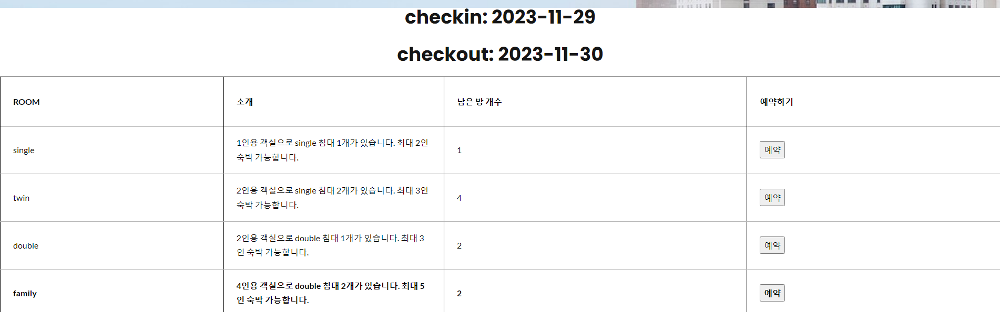 checkin: 2023-11-29
checkout: 2023-11-30
ROOM 소개 남은 방 개수 예약하기
single 1인용 객실으로 single 침대 1개가 있습니다. 최대 2인
숙박 가능합니다. 1 예약
twin 2인용 객실으로 single 침대 2개가 있습니다. 최대 3인
숙박 가능합니다. 4 예약
double 2인용 객실으로 double 침대 1개가 있습니다. 최대 3
인 숙박 가능합니다. 2 예약
family 4인용 객실으로 double 침대 2개가 있습니다. 최대 5
인 숙박 가능합니다. 2 예약